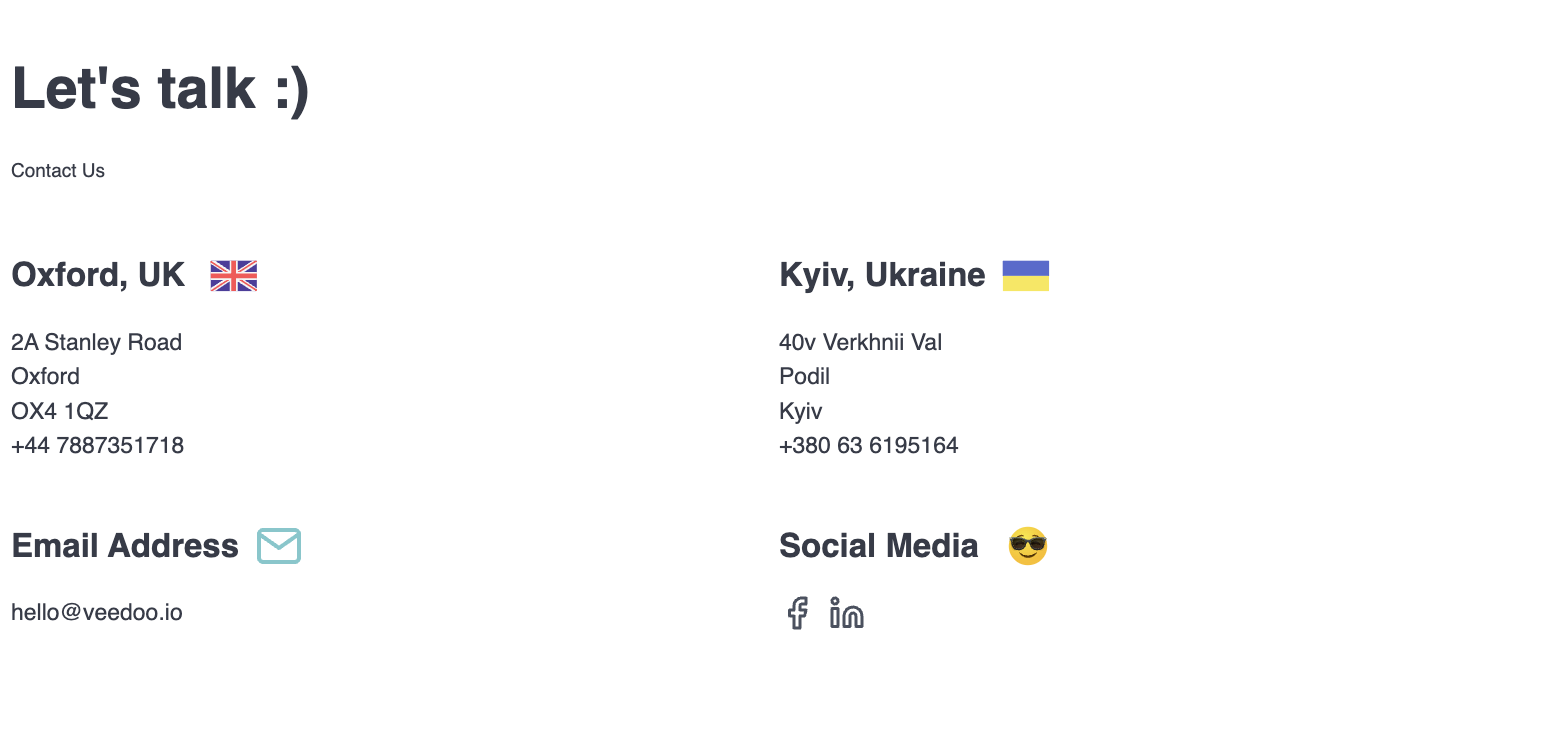 Let's talk :)
Contact Us
Oxford, UK
2A Stanley Road
Oxford
OX4 1QZ
+44 7887351718
Kyiv, Ukraine
40v Verkhnii Val
Podil
Kyiv
+380 63 6195164
Email Address
hello@veedoo.io
Social Media